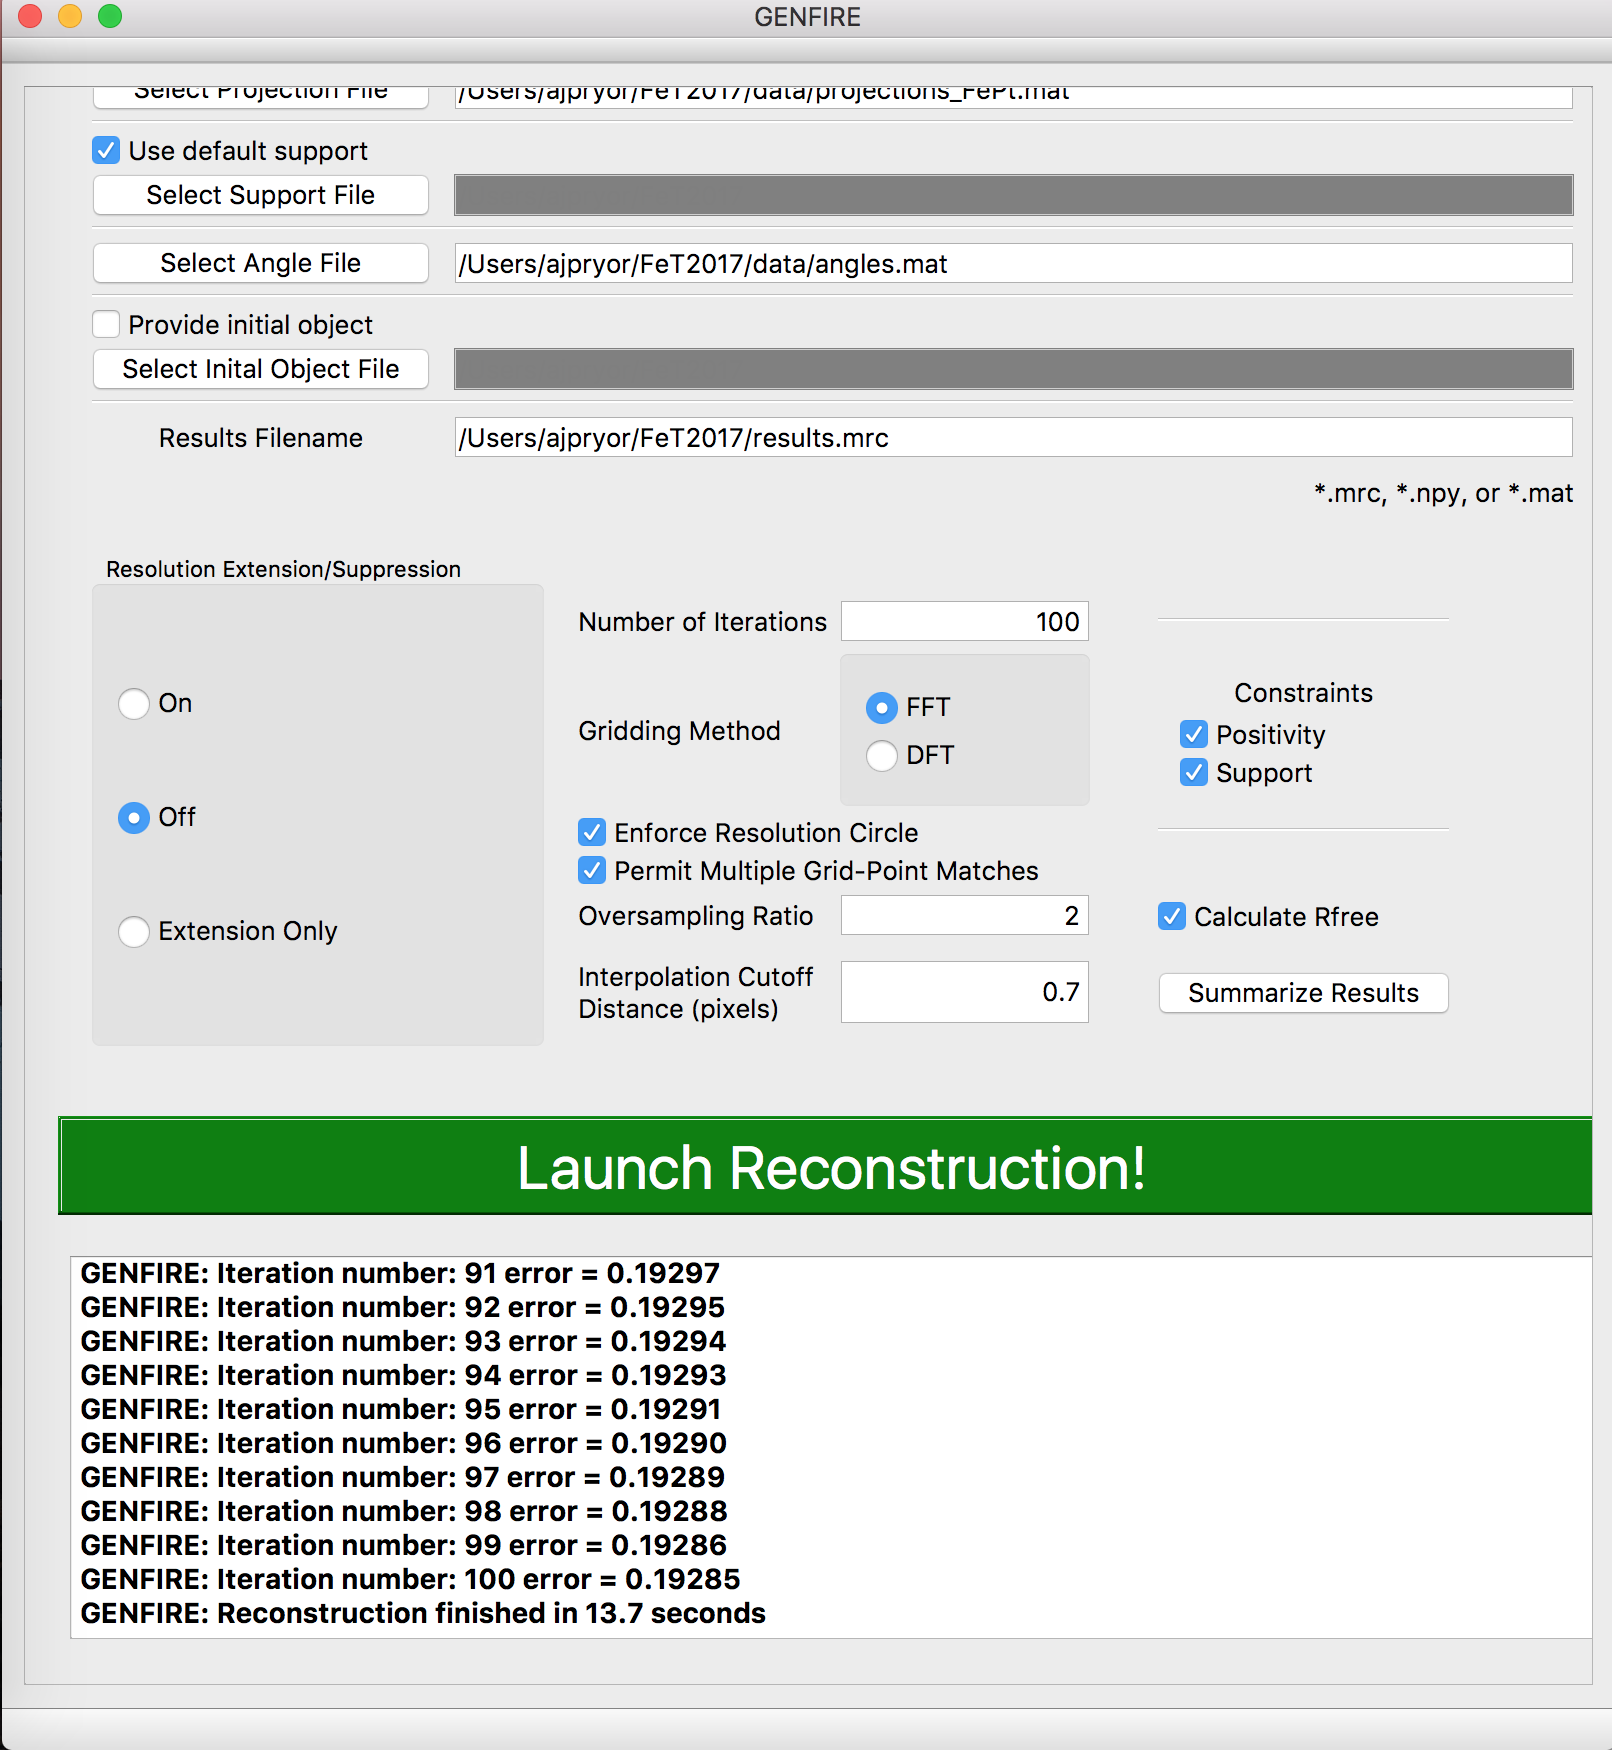 GENFIRE
Select Projection File /Users/ajpryor/FeT2017/data/projections_FePt.mat
Use default support
Select Support File
Select Angle File /Users/ajpryor/FeT2017/data/angles.mat
Provide initial object
Select Inital Object File
Results Filename /Users/ajpryor/FeT2017/results.mrc
*.mrc, *.npy, or *.mat
Resolution Extension/Suppression
On
Off
Extension Only
Number of Iterations 100
Gridding Method
FFT
DFT
Enforce Resolution Circle
Permit Multiple Grid-Point Matches
Oversampling Ratio 2
Interpolation Cutoff
Distance (pixels)
0.7
Constraints
Positivity
Support
Calculate Rfree
Summarize Results
Launch Reconstruction!
GENFIRE: Iteration number: 91 error = 0.19297
GENFIRE: Iteration number: 92 error = 0.19295
GENFIRE: Iteration number: 93 error = 0.19294
GENFIRE: Iteration number: 94 error = 0.19293
GENFIRE: Iteration number: 95 error = 0.19291
GENFIRE: Iteration number: 96 error = 0.19290
GENFIRE: Iteration number: 97 error = 0.19289
GENFIRE: Iteration number: 98 error = 0.19288
GENFIRE: Iteration number: 99 error = 0.19286
GENFIRE: Iteration number: 100 error = 0.19285
GENFIRE: Reconstruction finished in 13.7 seconds